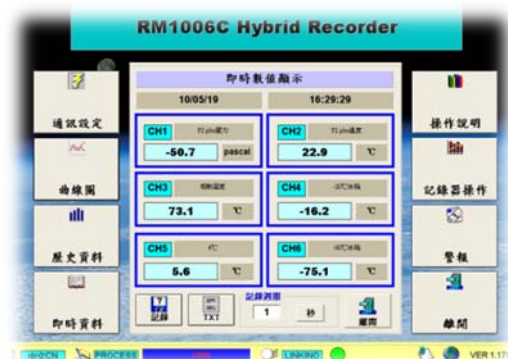 RM1006C Hybrid Recorder
即時數值顯示
10/05/19 16:29:29
通訊設定
曲線圖
歷史資料
即時資料
CH1
-50.7 pascal
CH2
22.9 ℃
CH3
73.1 ℃
CH4
-16.2 ℃
CH5 4℃
5.6 ℃
CH6
-75.1 ℃
記錄
TXT
記錄週期
1 秒
離開
操作說明
記錄器操作
警報
離開
PROCESS
LINKING
VER 1.17